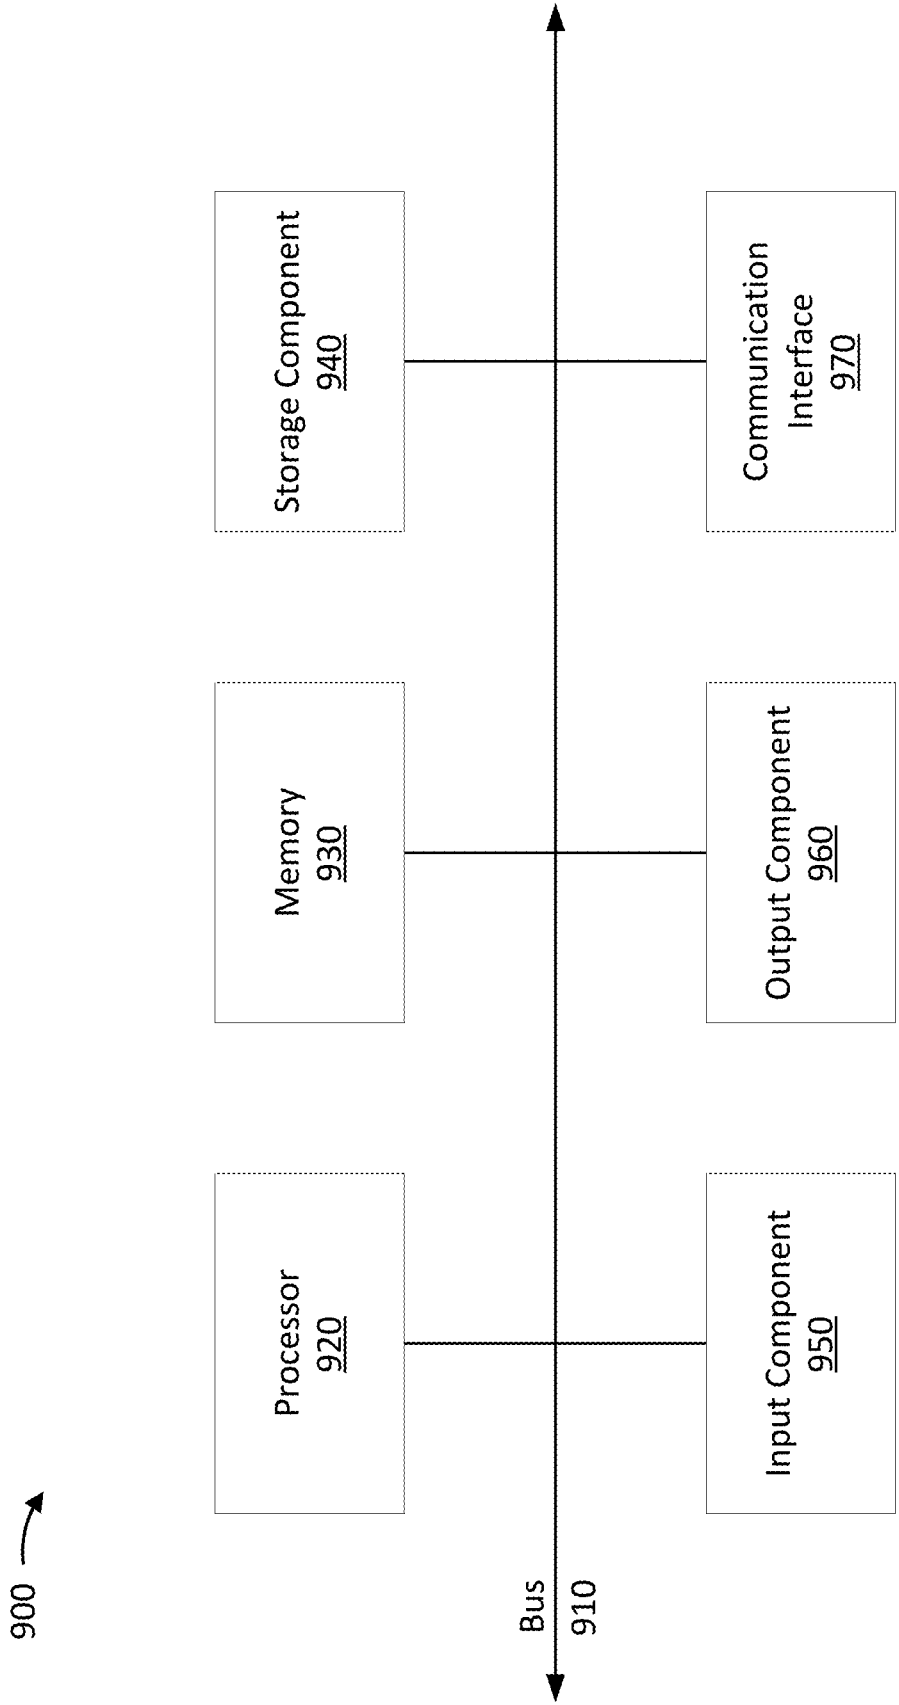 900
Processor
920
Memory
930
Storage Component
940
Bus
910
Input Component
950
Output Component
960
Communication
Interface
970